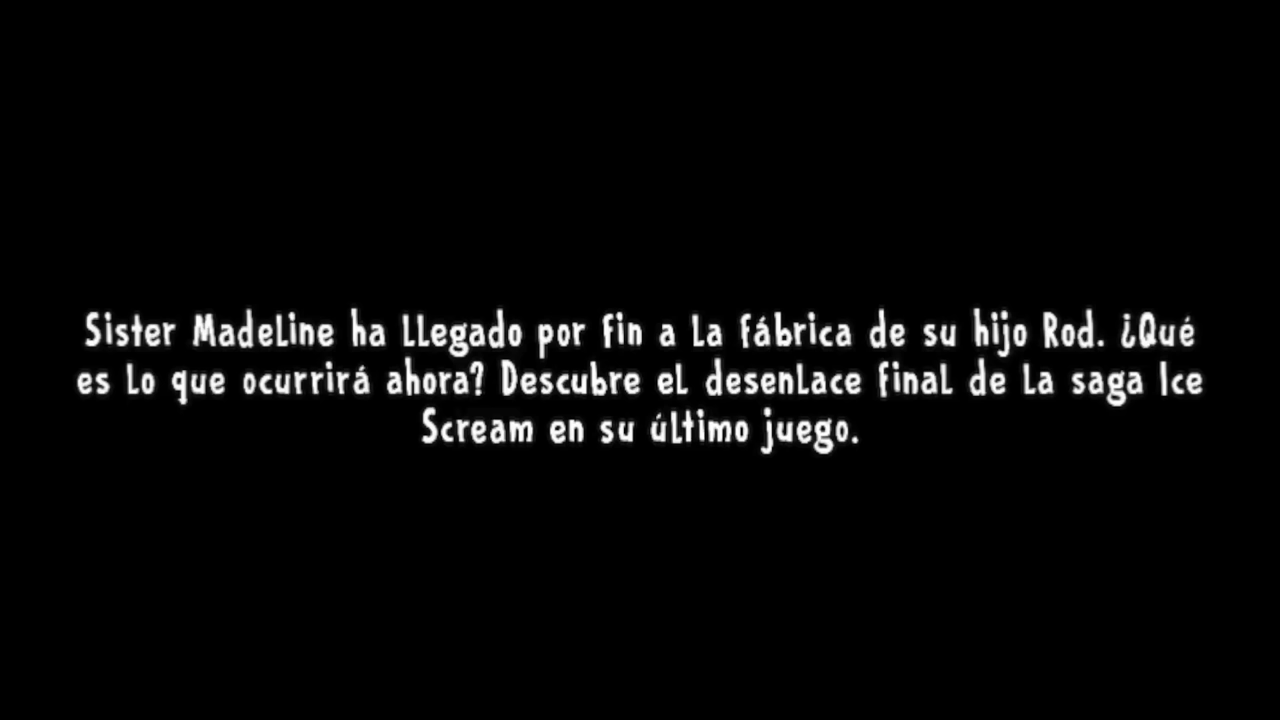 Sister Madeline ha llegado por fin a la fábrica de su hijo Rod. ¿Qué
es lo que ocurrirá ahora? Descubre el desenlace final de la saga Ice
Scream en su último juego.